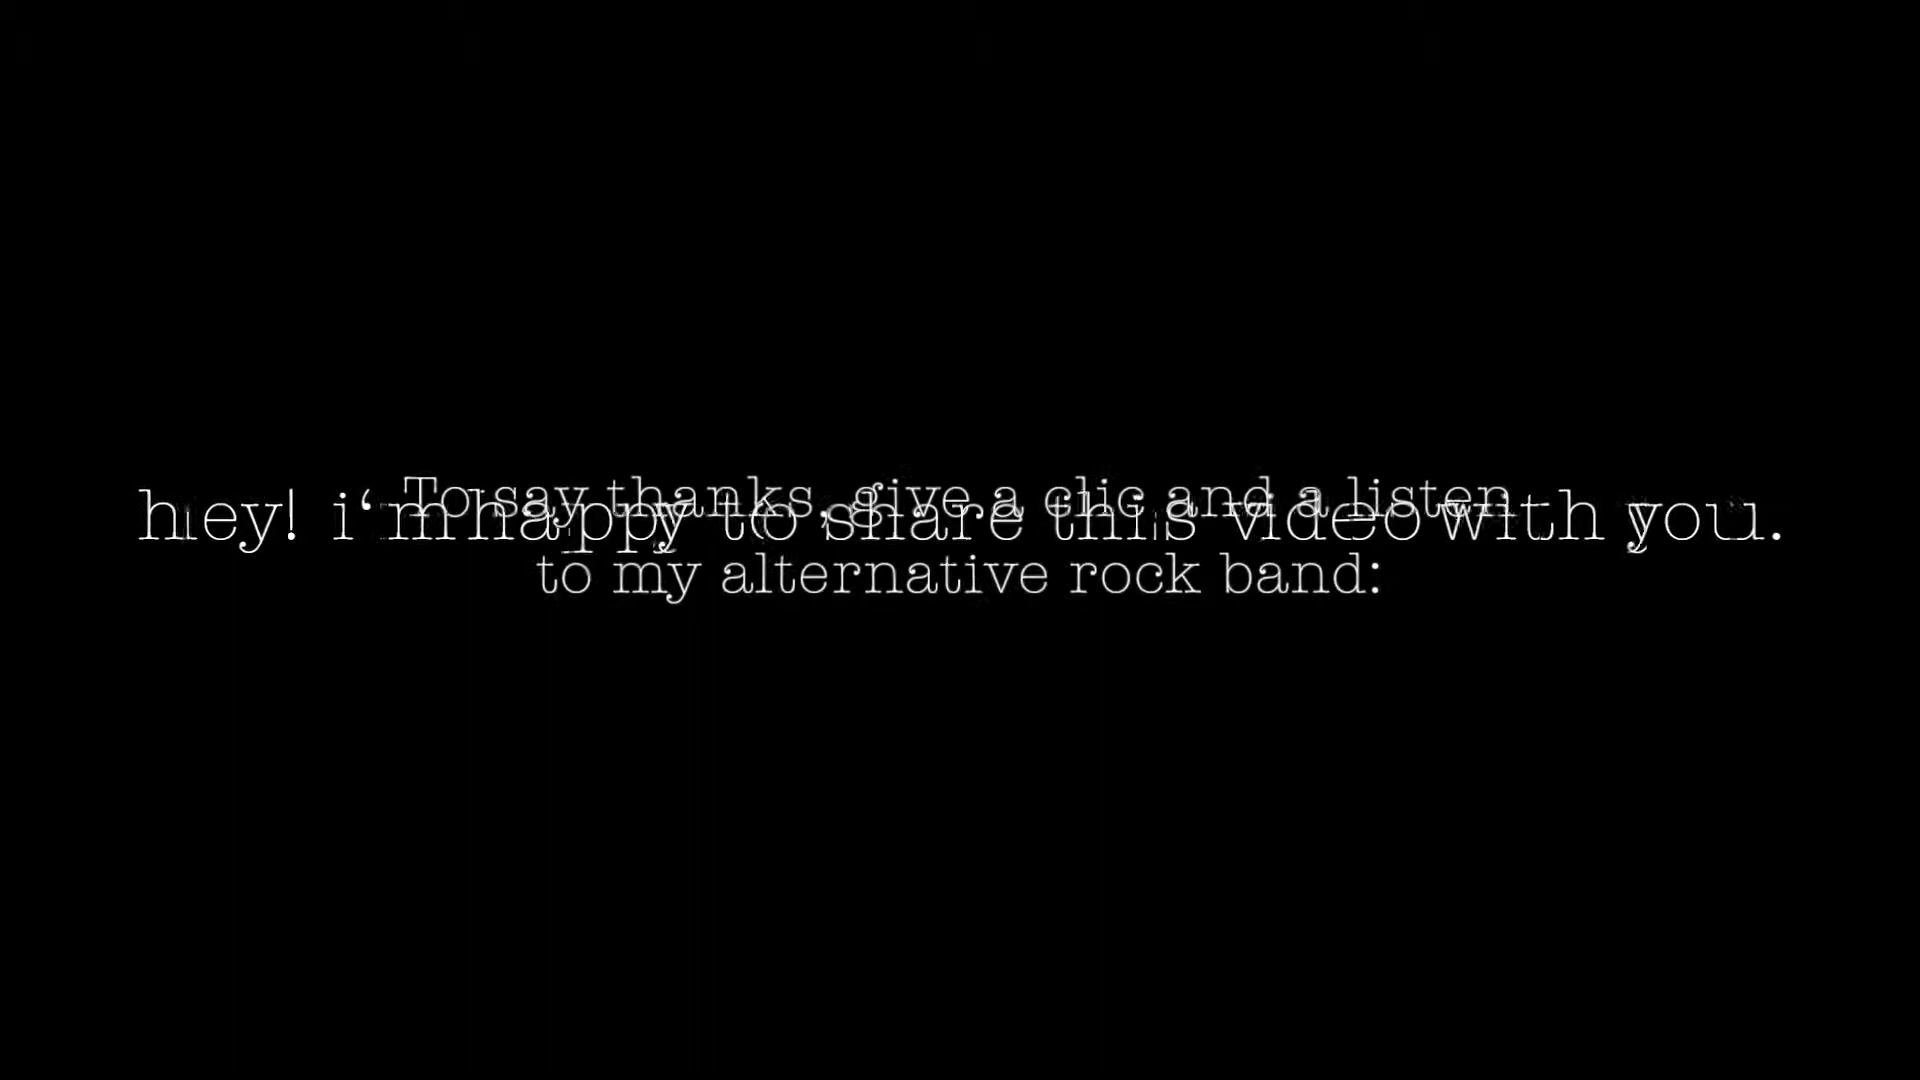 hey! i‘m happy to share this video with you.
To say thanks, give a clic and a listen
to my alternative rock band: